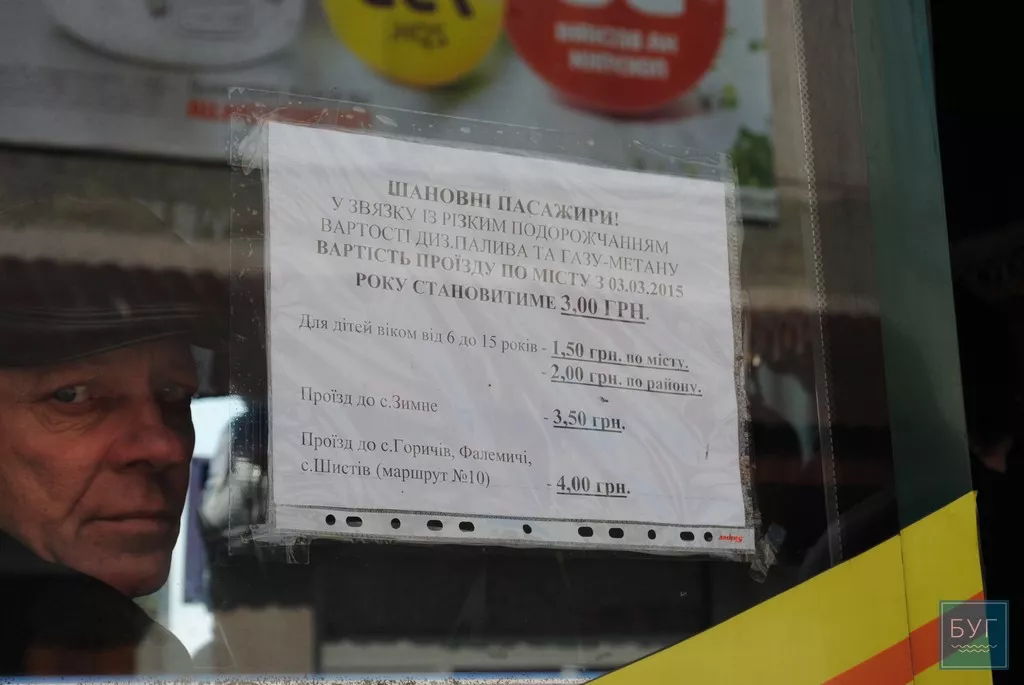 ШАНОВНІ ПАСАЖИРИ!
У ЗВЯЗКУ ІЗ РІЗКИМ ПОДОРОЖЧАННЯМ
ВАРТОСТІ ДИЗ.ПАЛИВА ТА ГАЗУ-МЕТАНУ
ВАРТІСТЬ ПРОЇЗДУ ПО МІСТУ З 03.03.2015
РОКУ СТАНОВИТИМЕ 3,00 ГРН.
Для дітей віком від 6 до 15 років - 1,50 грн. по місту.
- 2,00 грн. по району.
Проїзд до с.Зимне - 3,50 грн.
Проїзд до с.Горичів, Фалемичі,
с.Шистів (маршрут №10) - 4,00 грн.
БУГ